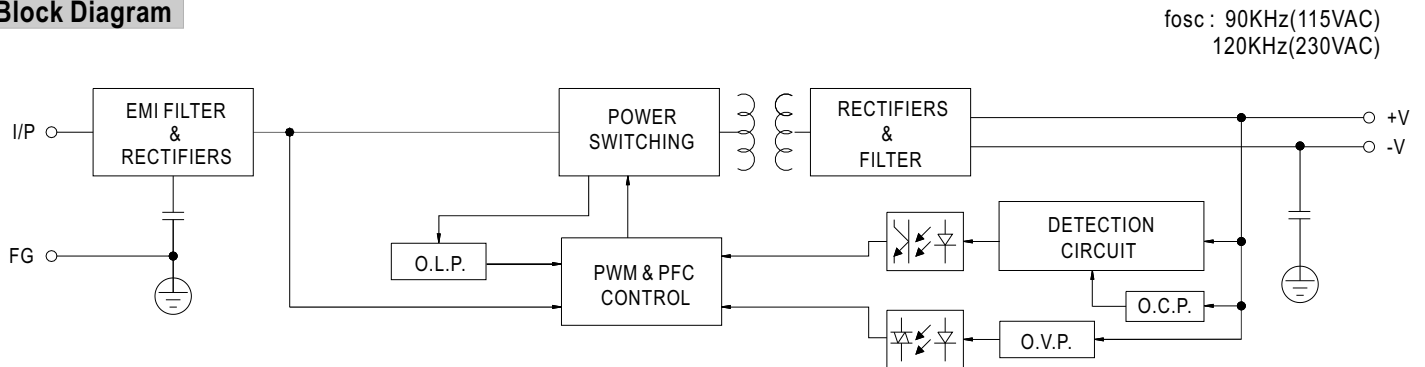 Block Diagram
fosc : 90KHz(115VAC)
120KHz(230VAC)
I/P
EMI FILTER
&
RECTIFIERS
POWER
SWITCHING
RECTIFIERS
&
FILTER
+V
-V
FG
O.L.P.
PWM & PFC
CONTROL
DETECTION
CIRCUIT
O.C.P.
O.V.P.